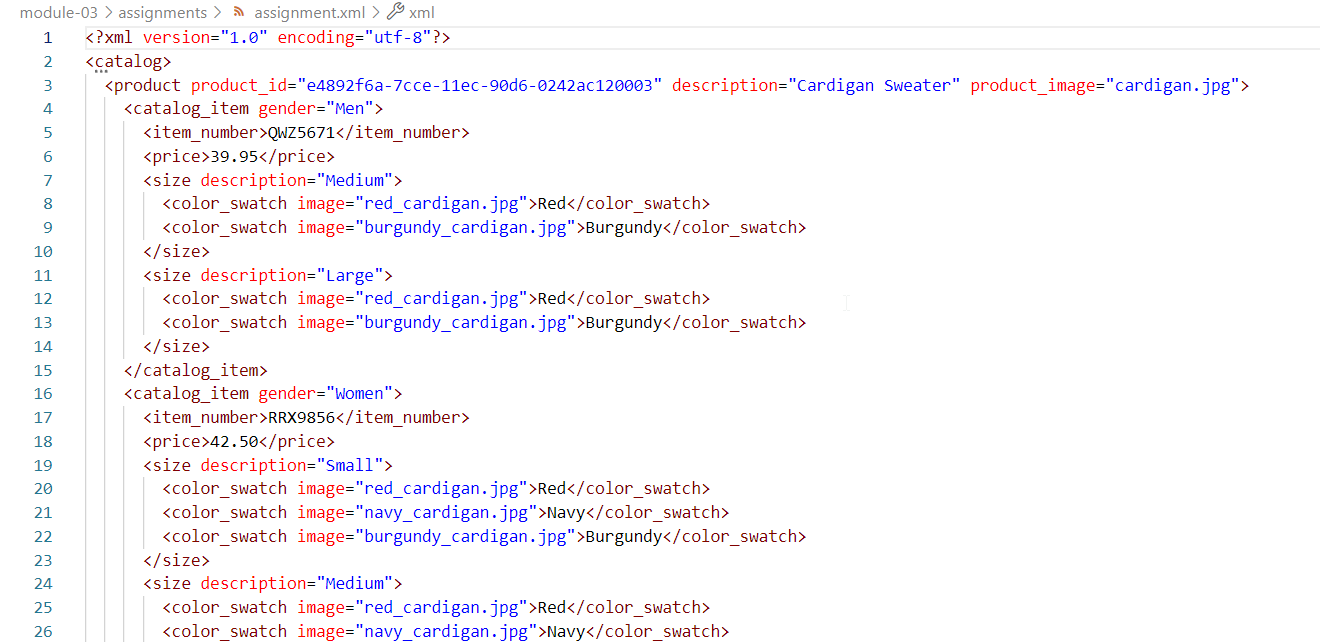 module-03 > assignments > assignment.xml > xml
1 <?xml version="1.0" encoding="utf-8"?>
2 <catalog>
3 <product product_id="e4892f6a-7cce-11ec-90d6-0242ac120003" description="Cardigan Sweater" product_image="cardigan.jpg">
4 <catalog_item gender="Men">
5 <item_number>QWZ5671</item_number>
6 <price>39.95</price>
7 <size description="Medium">
8 <color_swatch image="red_cardigan.jpg">Red</color_swatch>
9 <color_swatch image="burgundy_cardigan.jpg">Burgundy</color_swatch>
10 </size>
11 <size description="Large">
12 <color_swatch image="red_cardigan.jpg">Red</color_swatch>
13 <color_swatch image="burgundy_cardigan.jpg">Burgundy</color_swatch>
14 </size>
15 </catalog_item>
16 <catalog_item gender="Women">
17 <item_number>RRX9856</item_number>
18 <price>42.50</price>
19 <size description="Small">
20 <color_swatch image="red_cardigan.jpg">Red</color_swatch>
21 <color_swatch image="navy_cardigan.jpg">Navy</color_swatch>
22 <color_swatch image="burgundy_cardigan.jpg">Burgundy</color_swatch>
23 </size>
24 <size description="Medium">
25 <color_swatch image="red_cardigan.jpg">Red</color_swatch>
26 <color_swatch image="navy_cardigan.jpg">Navy</color_swatch>